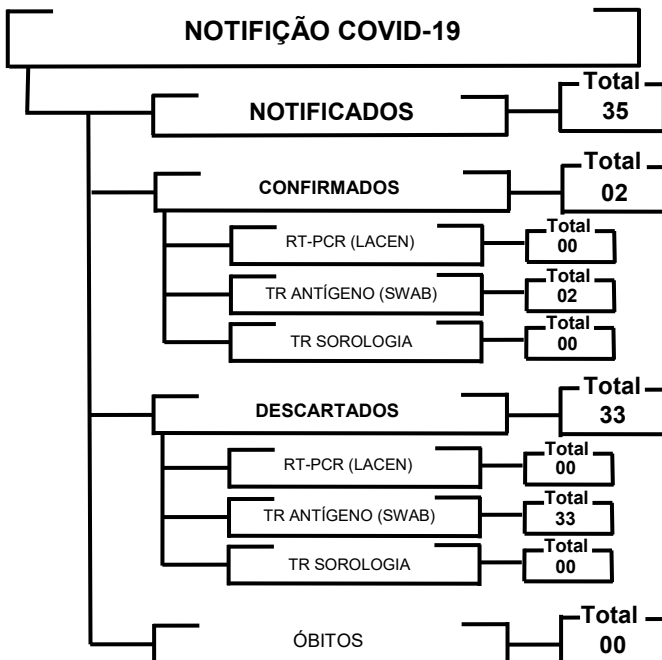 NOTIFIÇÃO COVID-19
NOTIFICADOS
Total
35
CONFIRMADOS
Total
02
RT-PCR (LACEN)
Total
00
TR ANTÍGENO (SWAB)
Total
02
TR SOROLOGIA
Total
00
DESCARTADOS
Total
33
RT-PCR (LACEN)
Total
00
TR ANTÍGENO (SWAB)
Total
33
TR SOROLOGIA
Total
00
ÓBITOS
Total
00